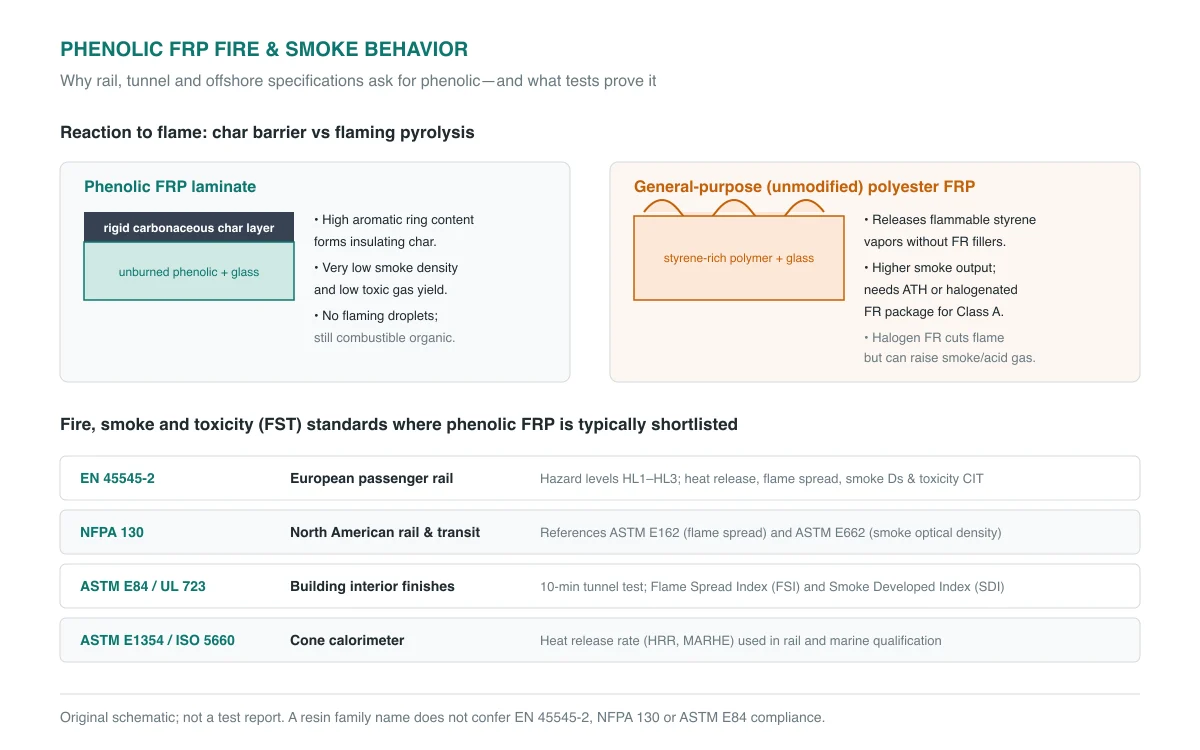 PHENOLIC FRP FIRE & SMOKE BEHAVIOR
Why rail, tunnel and offshore specifications ask for phenolic—and what tests prove it
Reaction to flame: char barrier vs flaming pyrolysis
Phenolic FRP laminate
rigid carbonaceous char layer
unburned phenolic + glass
• High aromatic ring content
forms insulating char.
• Very low smoke density
and low toxic gas yield.
• No flaming droplets;
still combustible organic.
General-purpose (unmodified) polyester FRP
styrene-rich polymer + glass
• Releases flammable styrene
vapors without FR fillers.
• Higher smoke output;
needs ATH or halogenated
FR package for Class A.
• Halogen FR cuts flame
but can raise smoke/acid gas.
Fire, smoke and toxicity (FST) standards where phenolic FRP is typically shortlisted
EN 45545-2 European passenger rail Hazard levels HL1–HL3; heat release, flame spread, smoke Ds & toxicity CIT
NFPA 130 North American rail & transit References ASTM E162 (flame spread) and ASTM E662 (smoke optical density)
ASTM E84 / UL 723 Building interior finishes 10-min tunnel test; Flame Spread Index (FSI) and Smoke Developed Index (SDI)
ASTM E1354 / ISO 5660 Cone calorimeter Heat release rate (HRR, MARHE) used in rail and marine qualification
Original schematic; not a test report. A resin family name does not confer EN 45545-2, NFPA 130 or ASTM E84 compliance.